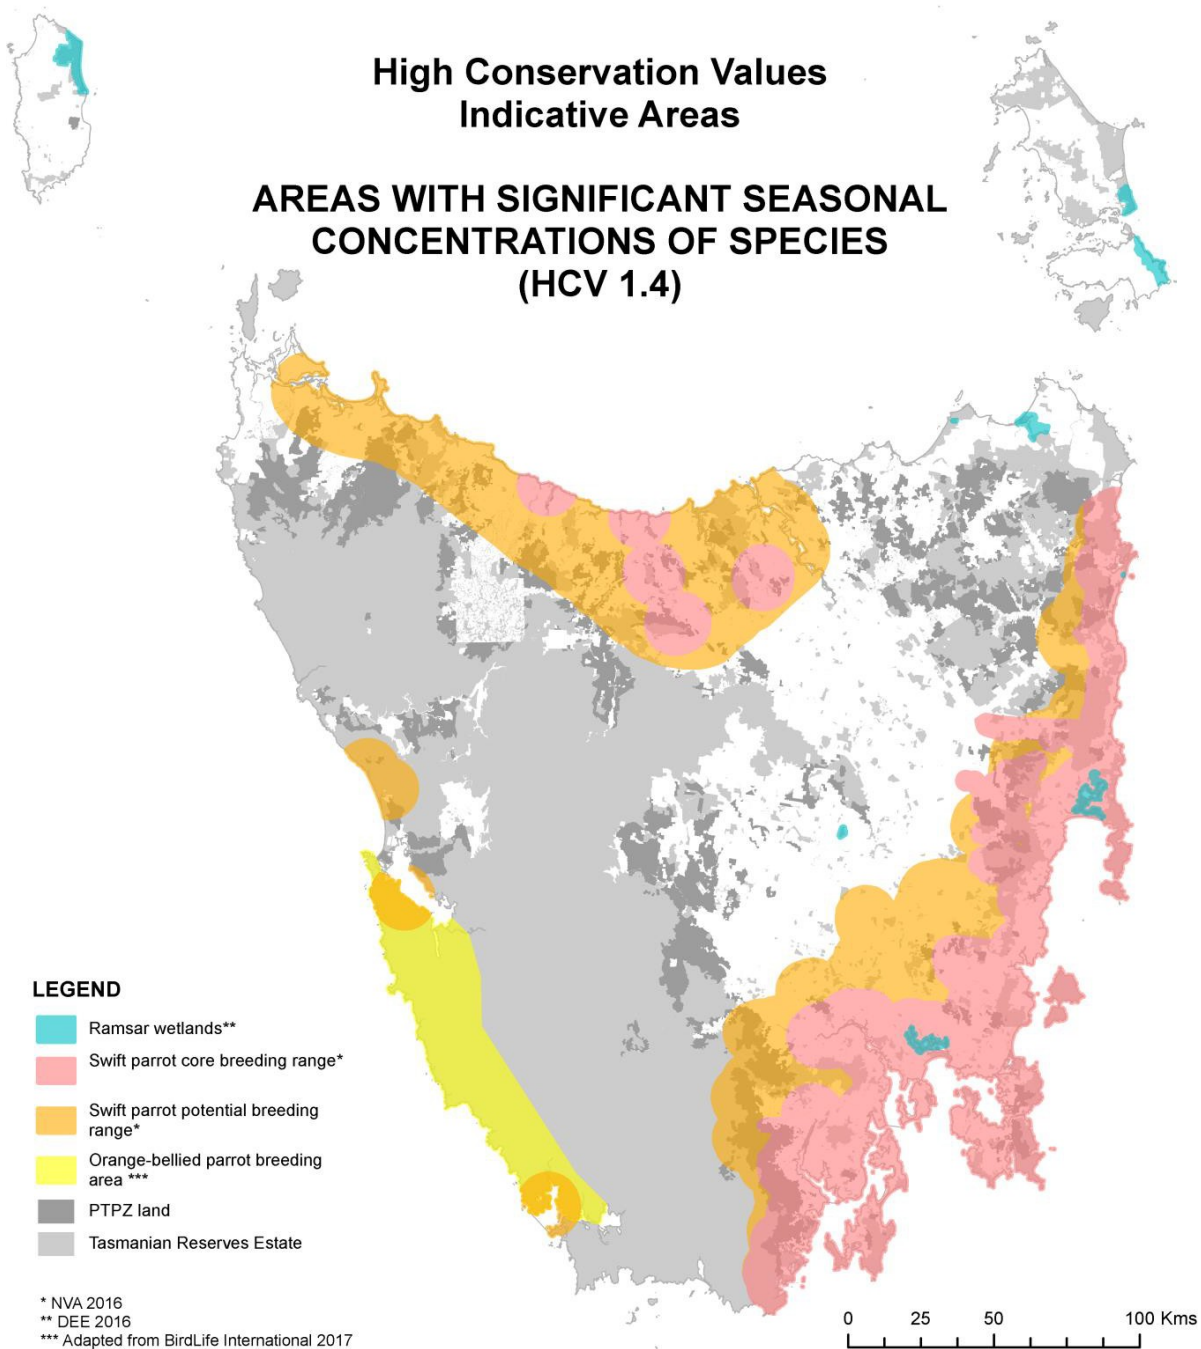 High Conservation Values
Indicative Areas
AREAS WITH SIGNIFICANT SEASONAL
CONCENTRATIONS OF SPECIES
(HCV 1.4)
LEGEND
Ramsar wetlands**
Swift parrot core breeding range*
Swift parrot potential breeding
range*
Orange-bellied parrot breeding
area ***
PTPZ land
Tasmanian Reserves Estate
* NVA 2016
** DEE 2016
*** Adapted from BirdLife International 2017
0 25 50 100 Kms